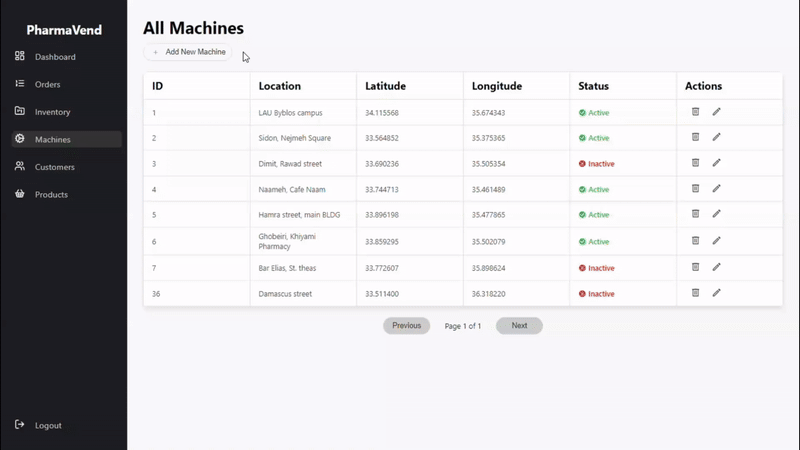 PharmaVend
Dashboard
Orders
Inventory
Machines
Customers
Products
Logout
All Machines
+ Add New Machine
ID Location Latitude Longitude Status Actions
1 LAU Byblos campus 34.115568 35.674343 Active
2 Sidon, Nejmeh Square 33.564852 35.375365 Active
3 Dimit, Rawad street 33.690236 35.505354 Inactive
4 Naameh, Cafe Naam 33.744713 35.461489 Active
5 Hamra street, main BLDG 33.896198 35.477865 Active
6 Ghobeiri, Khiyami
Pharmacy 33.859295 35.502079 Active
7 Bar Elias, St. theas 33.772607 35.898624 Inactive
36 Damascus street 33.511400 36.318220 Inactive
Previous Page 1 of 1 Next